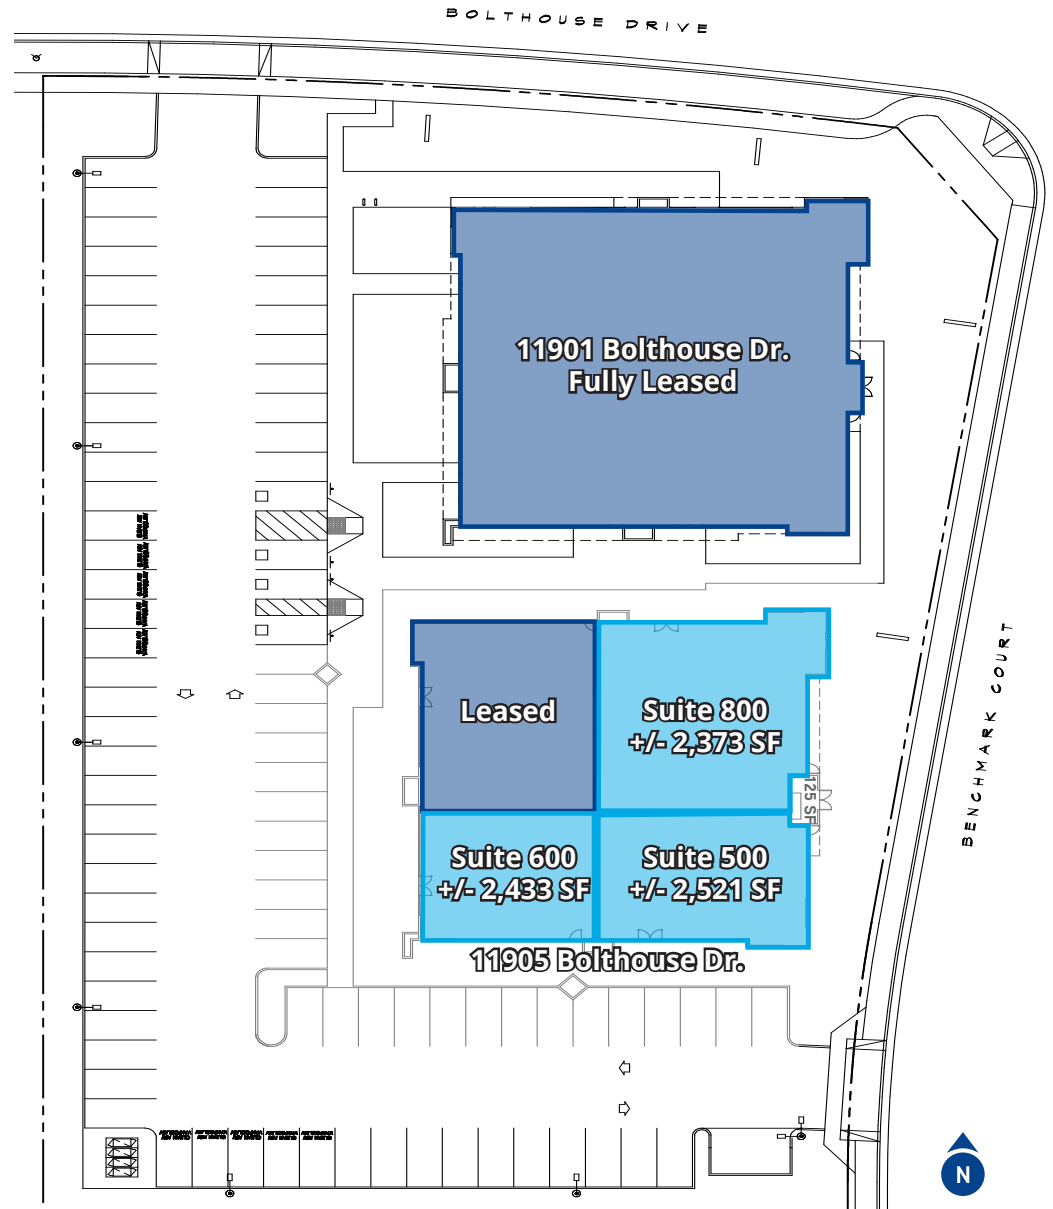 BOLTHOUSE DRIVE
11901 Bolthouse Dr.
Fully Leased
Leased
Suite 800
+/- 2,373 SF
125 SF
BENCHMARK COURT
Suite 600
+/- 2,433 SF
Suite 500
+/- 2,521 SF
11905 Bolthouse Dr.
N